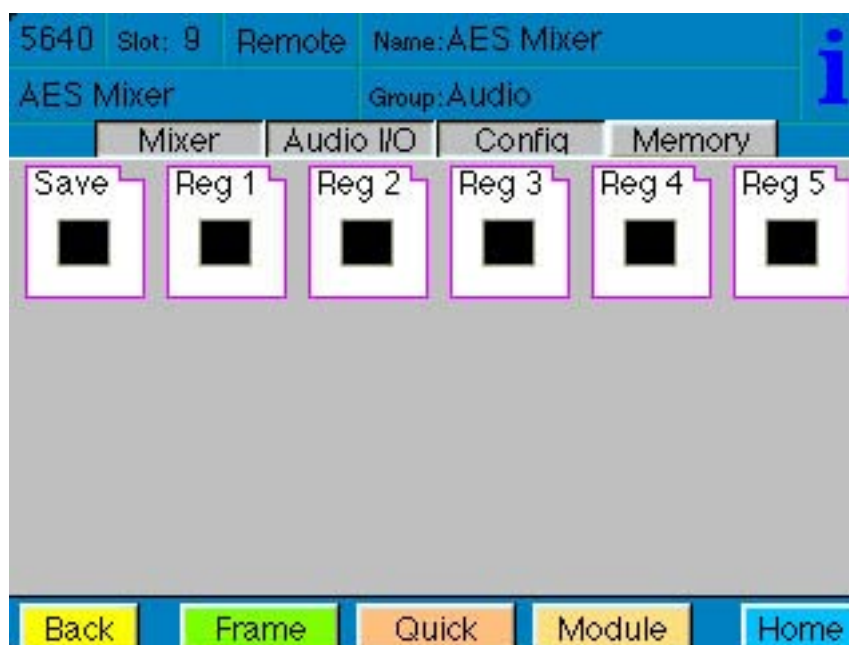 5640 Slot: 9 Remote Name:AES Mixer
i
AES Mixer Group:Audio
Mixer Audio I/O Config Memory
Save Reg 1 Reg 2 Reg 3 Reg 4 Reg 5
Back Frame Quick Module Home